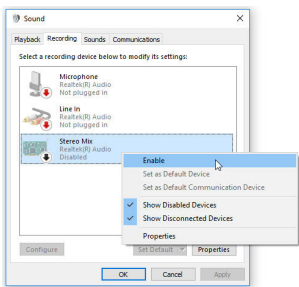 Sound
Playback Recording Sounds Communications
Select a recording device below to modify its settings:
Microphone
Realtek(R) Audio
Not plugged in
Line In
Realtek(R) Audio
Not plugged in
Stereo Mix
Realtek(R) Audio
Disabled
Enable
Set as Default Device
Set as Default Communication Device
Show Disabled Devices
Show Disconnected Devices
Properties
Configure Set Default Properties
OK Cancel Apply